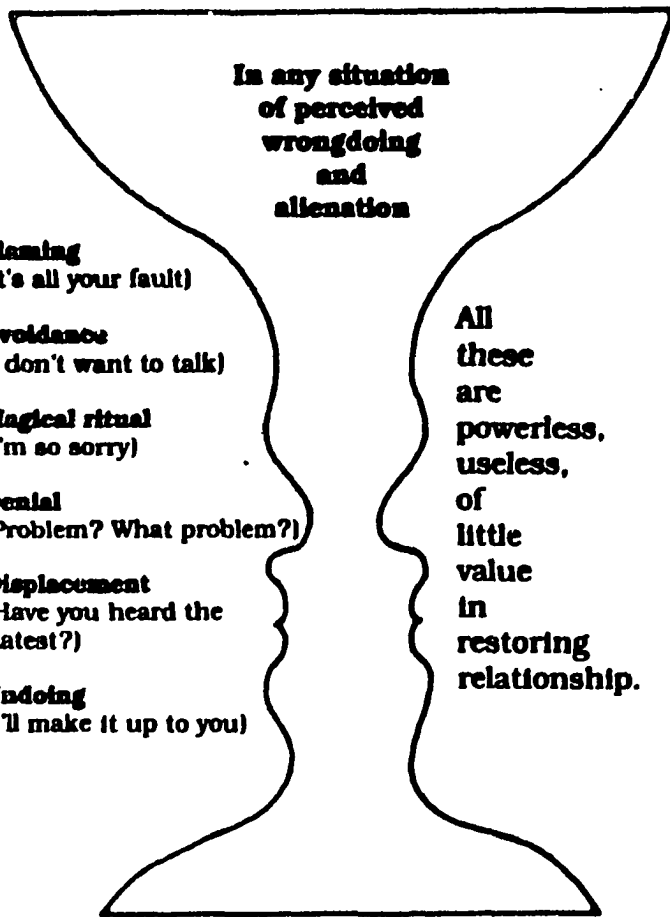 In any situation
of perceived
wrongdoing
and
alienation
laming
t's all your fault)
voidance
don't want to talk)
agical ritual
'm so sorry)
enial
Problem? What problem?)
isplacement
Have you heard the
atest?)
ndoing
'll make it up to you)
All
these
are
powerless,
useless,
of
little
value
in
restoring
relationship.